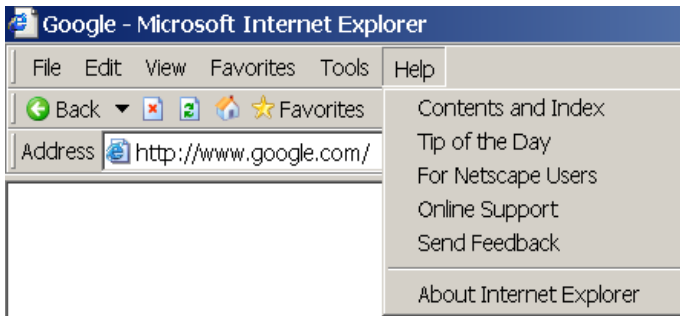 Google - Microsoft Internet Explorer
File Edit View Favorites Tools Help
Back Favorites
Address http://www.google.com/
Contents and Index
Tip of the Day
For Netscape Users
Online Support
Send Feedback
About Internet Explorer